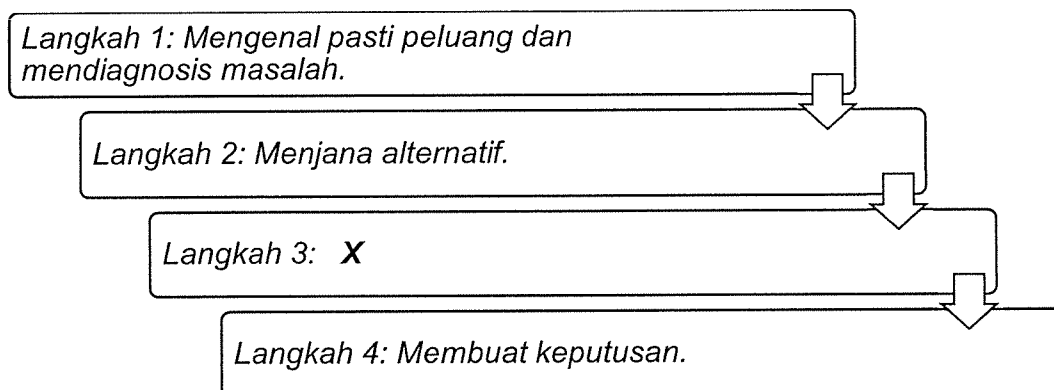 Langkah 1: Mengenal pasti peluang dan
mendiagnosis masalah.
Langkah 2: Menjana alternatif.
Langkah 3: X
Langkah 4: Membuat keputusan.